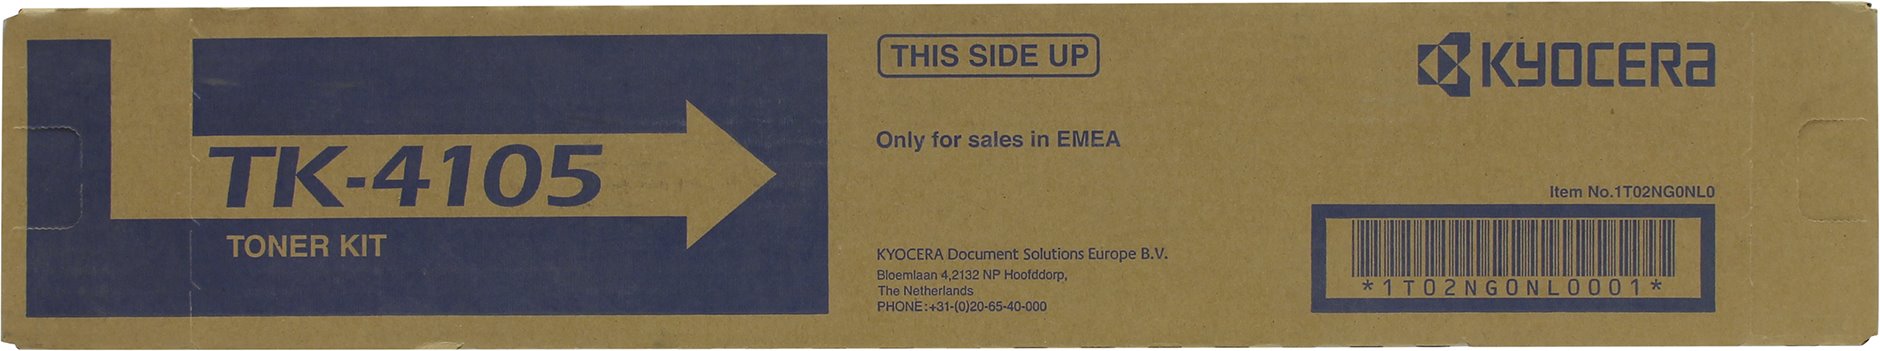 TK-4105
TONER KIT
THIS SIDE UP
Only for sales in EMEA
KYOCERA Document Solutions Europe B.V.
Bloemlaan 4,2132 NP Hoofddorp,
The Netherlands
PHONE:+31-(0)20-65-40-000
KYOCERA
Item No.1T02NG0NL0
*1T02NG0NL0001*